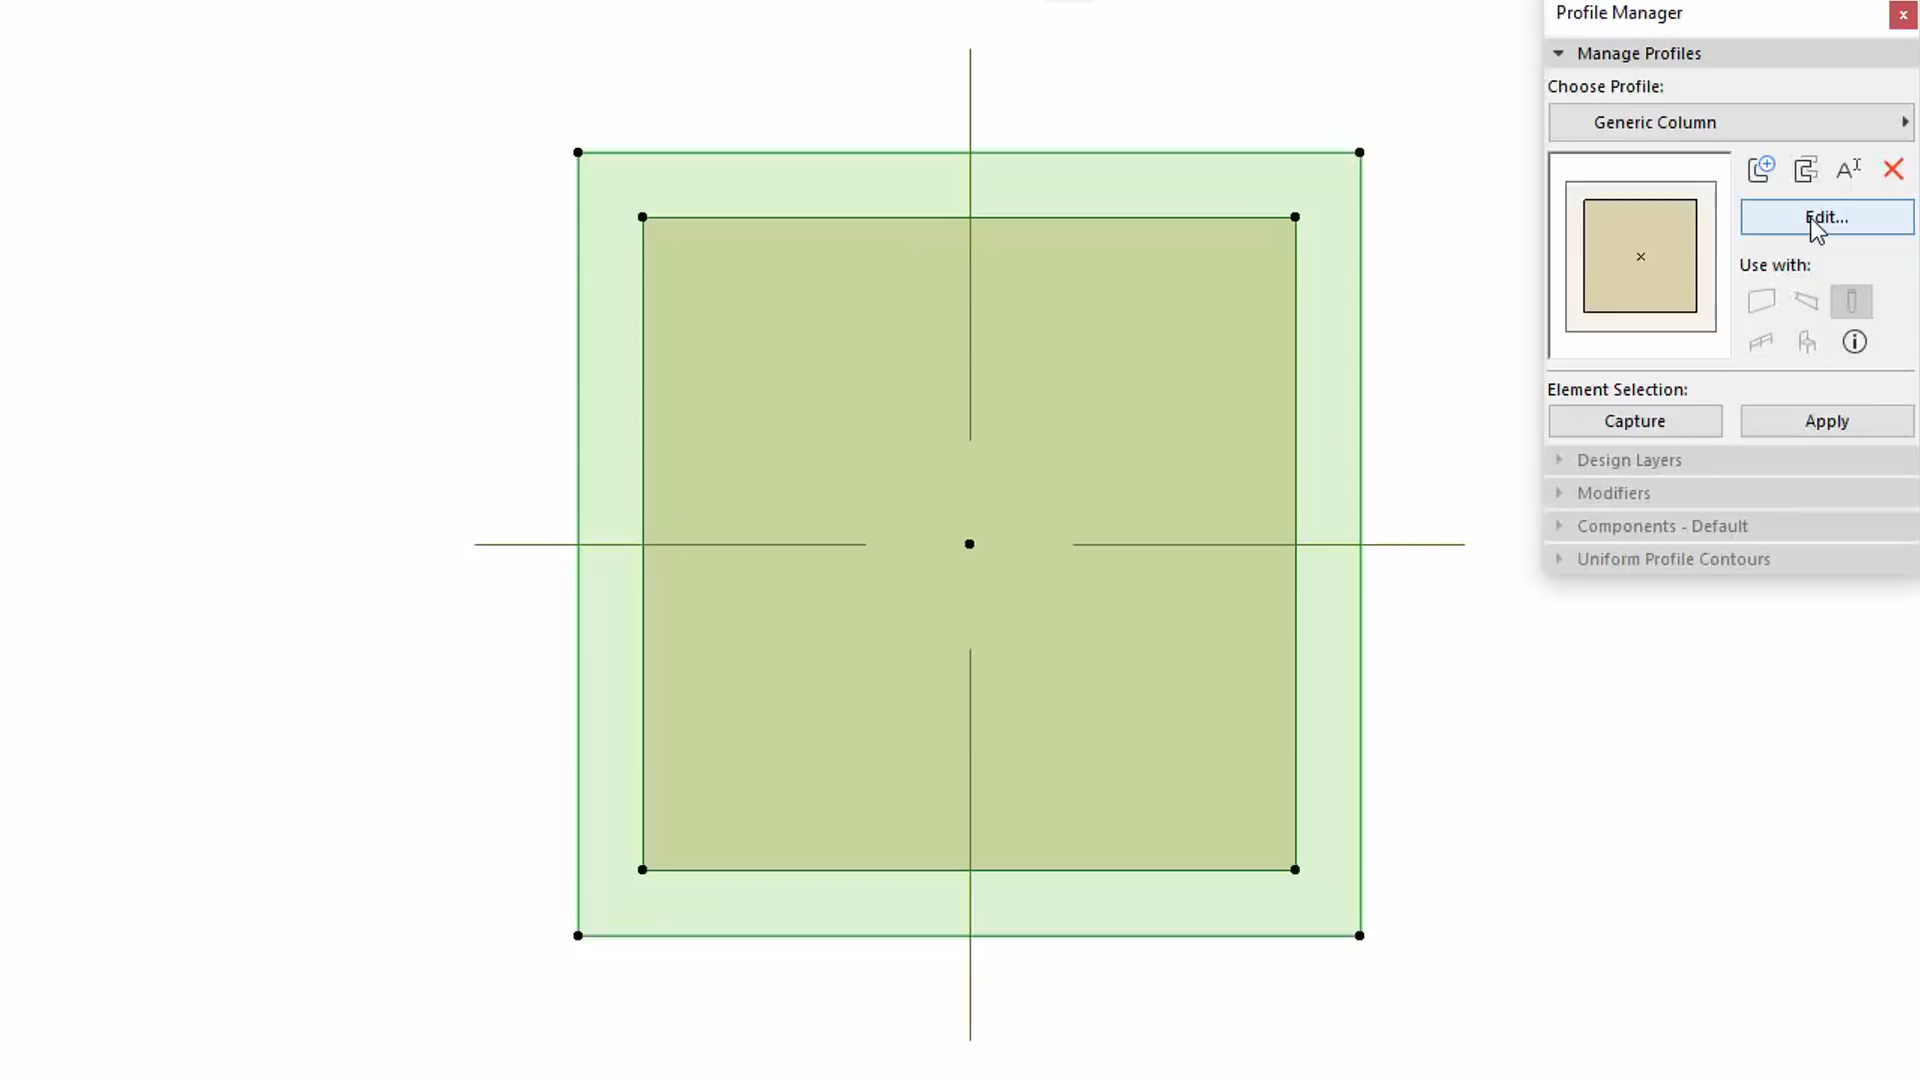 Profile Manager
Manage Profiles
Choose Profile:
Generic Column
Edit...
Use with:
Element Selection:
Capture
Apply
Design Layers
Modifiers
Components - Default
Uniform Profile Contours